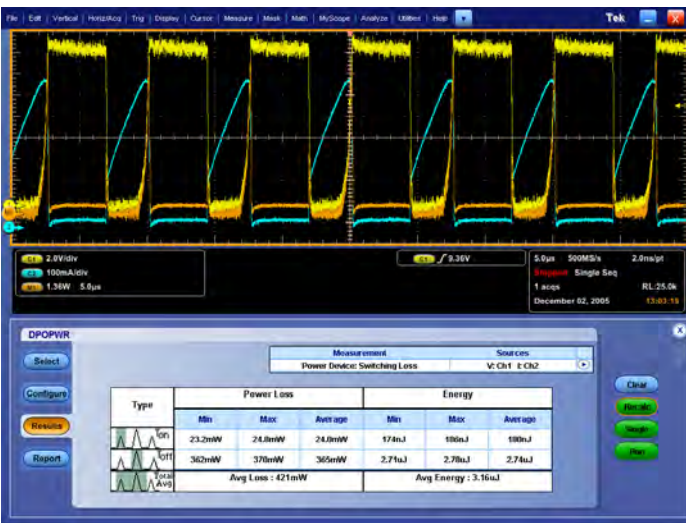 File Edit Vertical Horiz/Acq Trig Display Cursor Measure Mask Math MyScope Analyze Utilities Help Tek
C1 2.0V/div C1 9.36V 5.0µs 500MS/s 2.0ns/pt
C2 100mA/div Stopped Single Seq
M1 1.36W 5.0µs 1 acqs RL:25.0k
December 02, 2005 13:03:18
DPOPWR
Select
Configure
Results
Report
Measurement Sources
Power Device: Switching Loss V: Ch1 I: Ch2
Type Power Loss Energy
Min Max Average Min Max Average
Ton 23.2mW 24.8mW 24.0mW 174nJ 186nJ 180nJ
Toff 362mW 370mW 365mW 2.71uJ 2.78uJ 2.74uJ
Total Avg Avg Loss : 421mW Avg Energy : 3.16uJ
Clear
Recalc
Single
Run